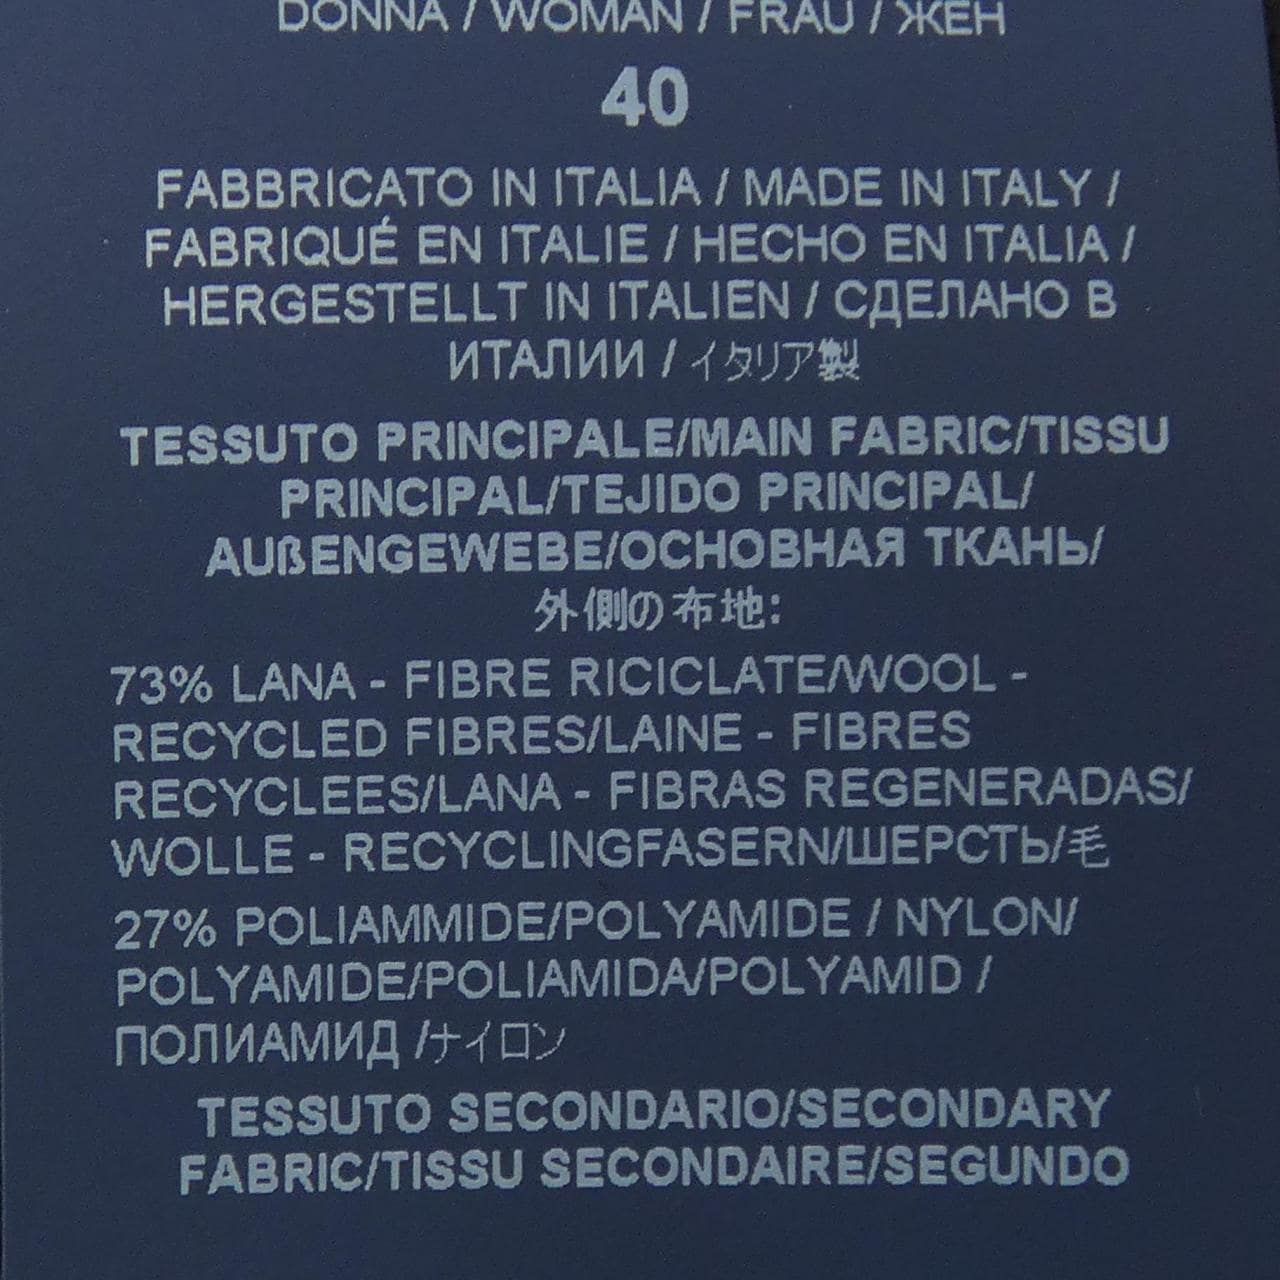 DONNA / WOMAN / FRAU / ЖЕН
40
FABBRICATO IN ITALIA / MADE IN ITALY /
FABRIQUÉ EN ITALIE / HECHO EN ITALIA /
HERGESTELLT IN ITALIEN / СДЕЛАНО В
ИТАЛИИ / イタリア製
TESSUTO PRINCIPALE/MAIN FABRIC/TISSU
PRINCIPAL/TEJIDO PRINCIPAL/
AUßENGEWEBE/ОСНОВНАЯ ТКАНЬ/
外側の布地:
73% LANA - FIBRE RICICLATE/WOOL -
RECYCLED FIBRES/LAINE - FIBRES
RECYCLEES/LANA - FIBRAS REGENERADAS/
WOLLE - RECYCLINGFASERN/ШЕРСТЬ/毛
27% POLIAMMIDE/POLYAMIDE / NYLON/
POLYAMIDE/POLIAMIDA/POLYAMID /
ПОЛИАМИД /ナイロン
TESSUTO SECONDARIO/SECONDARY
FABRIC/TISSU SECONDAIRE/SEGUNDO